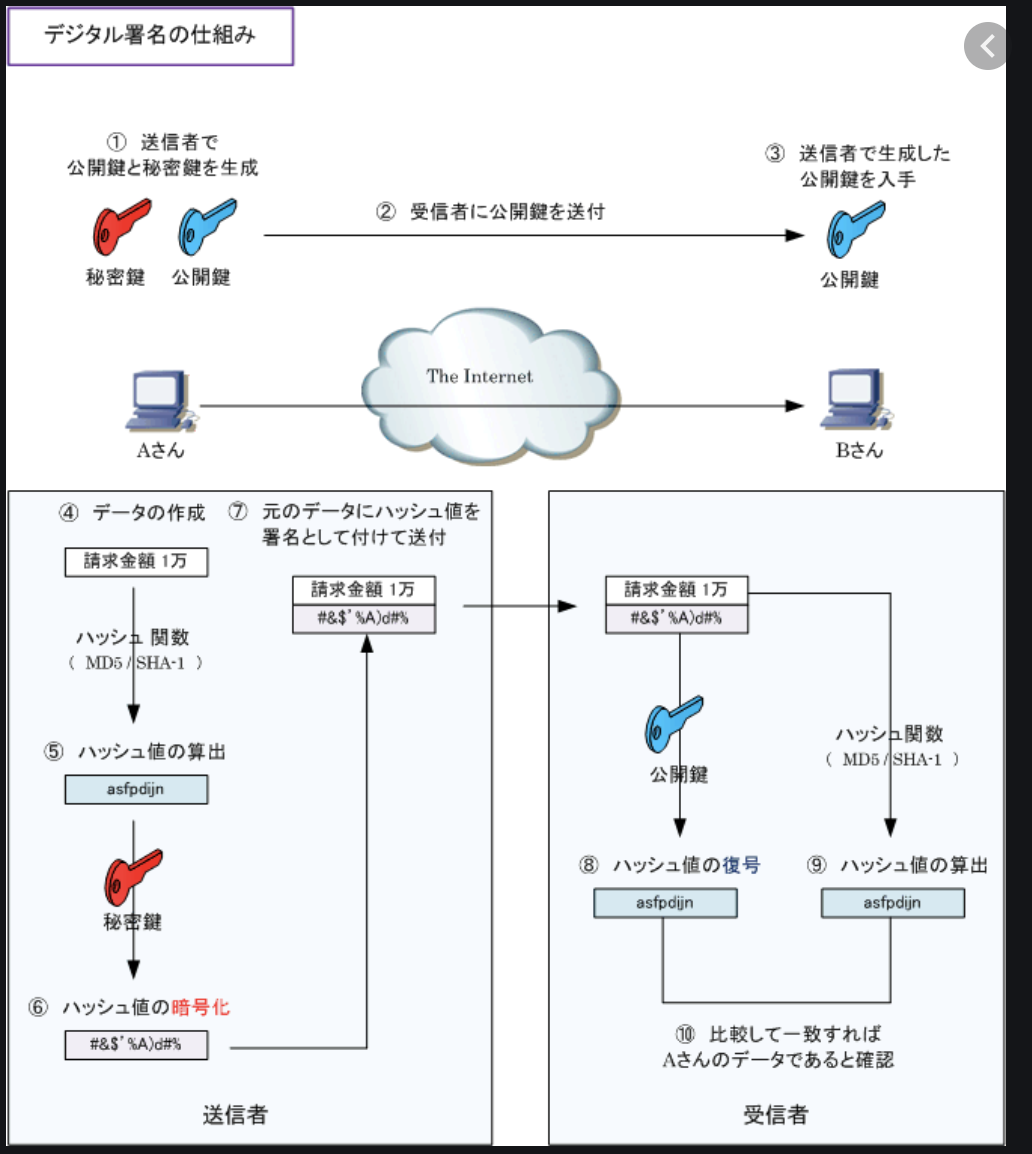 デジタル署名の仕組み
① 送信者で
公開鍵と秘密鍵を生成
秘密鍵 公開鍵
② 受信者に公開鍵を送付
③ 送信者で生成した
公開鍵を入手
公開鍵
The Internet
Aさん
Bさん
④ データの作成
請求金額 1万
ハッシュ 関数
( MD5 / SHA-1 )
⑤ ハッシュ値の算出
asfpdijn
秘密鍵
⑥ ハッシュ値の暗号化
#&$'%A)d#%
⑦ 元のデータにハッシュ値を
署名として付けて送付
請求金額 1万
#&$'%A)d#%
送信者
請求金額 1万
#&$'%A)d#%
公開鍵
ハッシュ関数
( MD5 / SHA-1 )
⑧ ハッシュ値の復号
asfpdijn
⑨ ハッシュ値の算出
asfpdijn
⑩ 比較して一致すれば
Aさんのデータであると確認
受信者